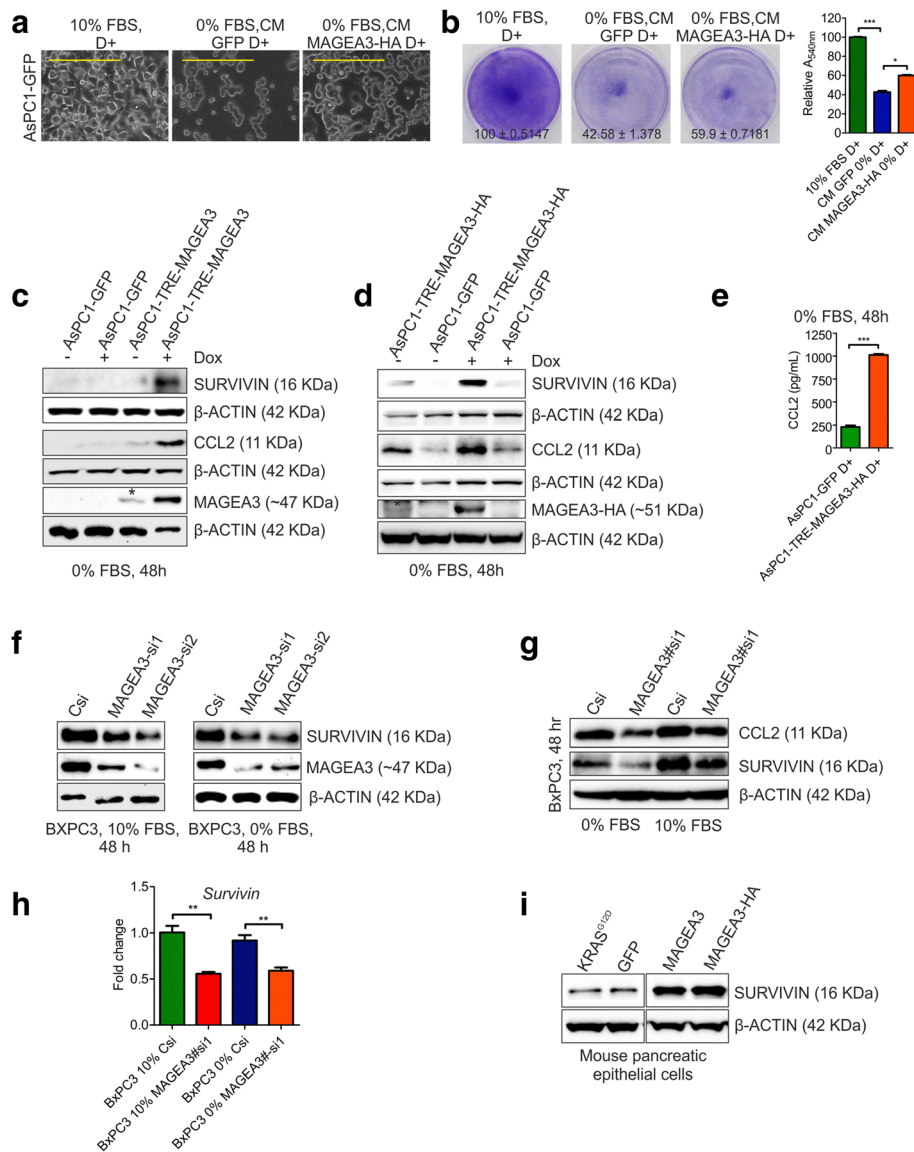 a
10% FBS,
D+
0% FBS,CM
GFP D+
0% FBS,CM
MAGEA3-HA D+
AsPC1-GFP
b
10% FBS,
D+
0% FBS,CM
GFP D+
0% FBS,CM
MAGEA3-HA D+
100 ± 0.5147
42.58 ± 1.378
59.9 ± 0.7181
Relative A540nm
140
120
100
80
60
40
20
0
***
*
10% FBS D+
CM GFP 0% D+
CM MAGEA3-HA 0% D+
c
AsPC1-GFP
AsPC1-GFP
AsPC1-TRE-MAGEA3
AsPC1-TRE-MAGEA3
- + - + Dox
SURVIVIN (16 KDa)
β-ACTIN (42 KDa)
CCL2 (11 KDa)
β-ACTIN (42 KDa)
*
MAGEA3 (~47 KDa)
β-ACTIN (42 KDa)
0% FBS, 48h
d
AsPC1-TRE-MAGEA3-HA
AsPC1-GFP
AsPC1-TRE-MAGEA3-HA
AsPC1-GFP
- - + + Dox
SURVIVIN (16 KDa)
β-ACTIN (42 KDa)
CCL2 (11 KDa)
β-ACTIN (42 KDa)
*
MAGEA3-HA (~51 KDa)
β-ACTIN (42 KDa)
0% FBS, 48h
e
0% FBS, 48h
CCL2 (pg/mL)
1250
1000
750
500
250
0
***
AsPC1-GFP D+
AsPC1-TRE-MAGEA3-HA D+
f
Csi
MAGEA3-si1
MAGEA3-si2
Csi
MAGEA3-si1
MAGEA3-si2
SURVIVIN (16 KDa)
MAGEA3 (~47 KDa)
β-ACTIN (42 KDa)
BXPC3, 10% FBS,
48 h
BXPC3, 0% FBS,
48 h
g
Csi
MAGEA3#si1
Csi
MAGEA3#si1
BxPC3, 48 hr
CCL2 (11 KDa)
SURVIVIN (16 KDa)
β-ACTIN (42 KDa)
0% FBS 10% FBS
h
Survivin
Fold change
1.5
1.0
0.5
0.0
**
**
BxPC3 10% Csi
BxPC3 10% MAGEA3#si1
BxPC3 0% Csi
BxPC3 0% MAGEA3#-si1
i
KRASG12D
GFP
MAGEA3
MAGEA3-HA
SURVIVIN (16 KDa)
β-ACTIN (42 KDa)
Mouse pancreatic
epithelial cells